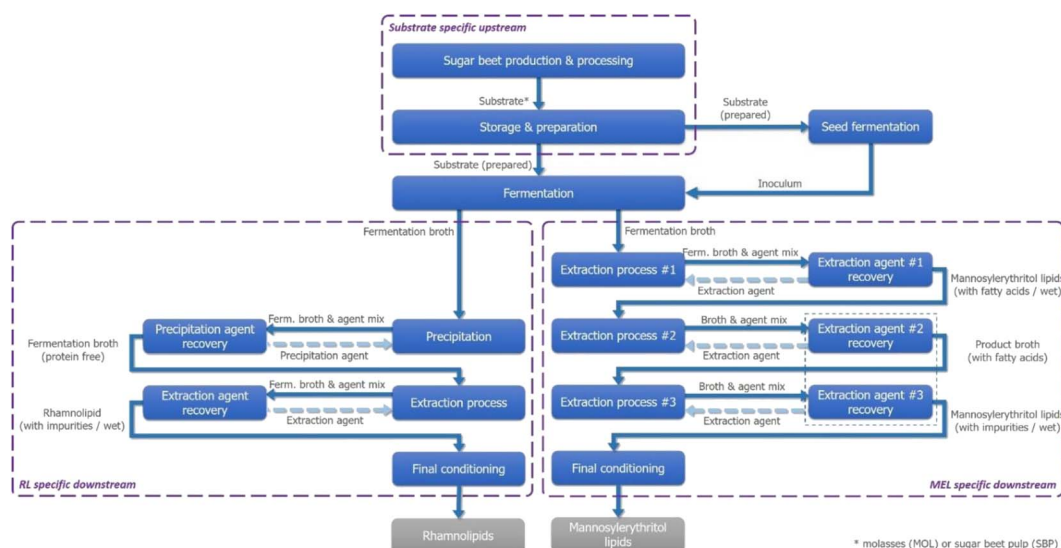 Substrate specific upstream
Sugar beet production & processing
Substrate*
Storage & preparation
Substrate
(prepared)
Seed fermentation
Substrate (prepared)
Inoculum
Fermentation
Fermentation broth
Precipitation agent
recovery
Ferm. broth & agent mix
Precipitation
Precipitation agent
Fermentation broth
(protein free)
Extraction agent
recovery
Ferm. broth & agent mix
Extraction process
Extraction agent
Rhamnolipid
(with impurities / wet)
Final conditioning
RL specific downstream
Rhamnolipids
Fermentation broth
Extraction process #1
Ferm. broth & agent mix
Extraction agent #1
recovery
Extraction agent
Mannosylerythritol lipids
(with fatty acids / wet)
Extraction process #2
Broth & agent mix
Extraction agent #2
recovery
Extraction agent
Product broth
(with fatty acids)
Extraction process #3
Broth & agent mix
Extraction agent #3
recovery
Extraction agent
Mannosylerythritol lipids
(with impurities / wet)
Final conditioning
MEL specific downstream
Mannosylerythritol
lipids
* molasses (MOL) or sugar beet pulp (SBP)